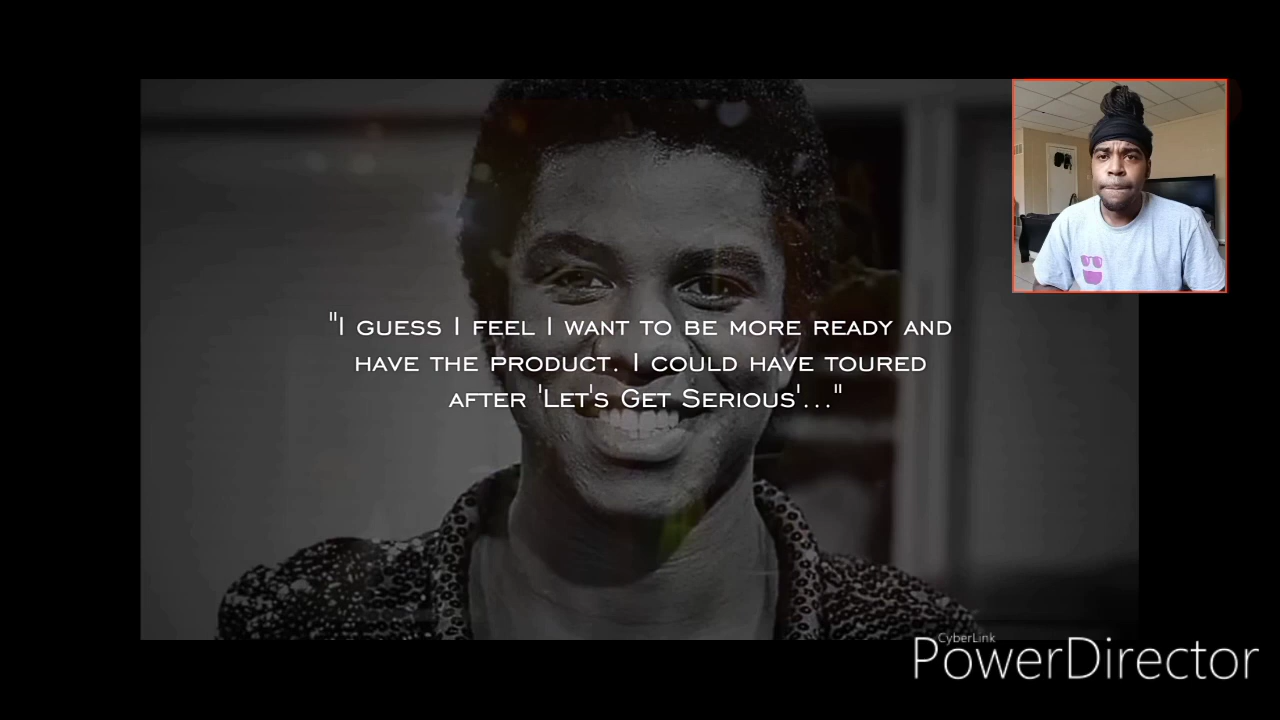 "I GUESS I FEEL I WANT TO BE MORE READY AND
HAVE THE PRODUCT. I COULD HAVE TOURED
AFTER 'LET'S GET SERIOUS'..."
CyberLink
PowerDirector